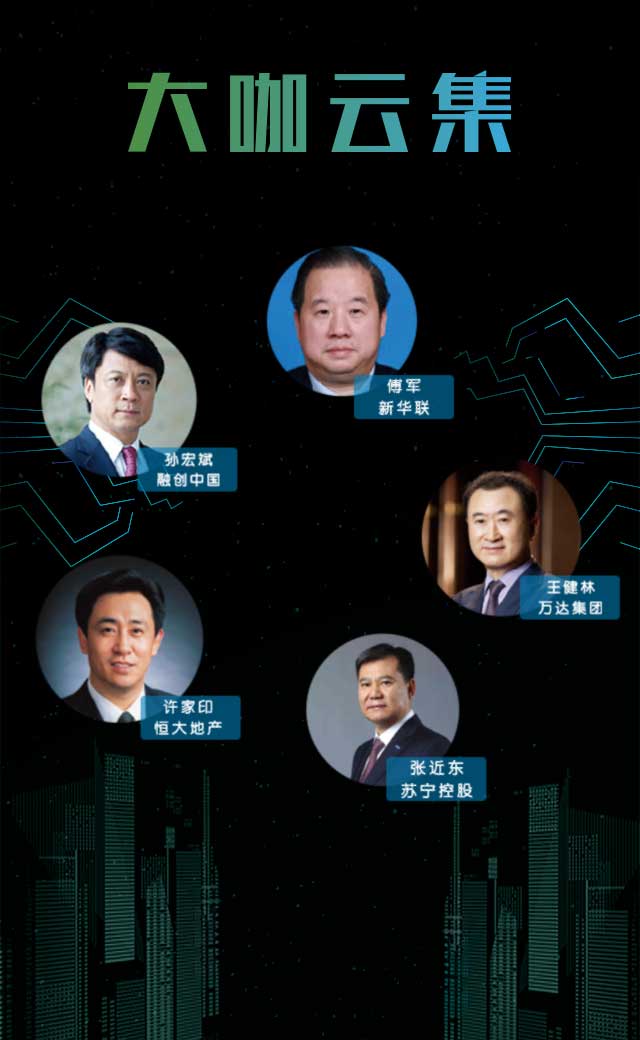 大咖云集
傅军
新华联
孙宏斌
融创中国
王健林
万达集团
许家印
恒大地产
张近东
苏宁控股